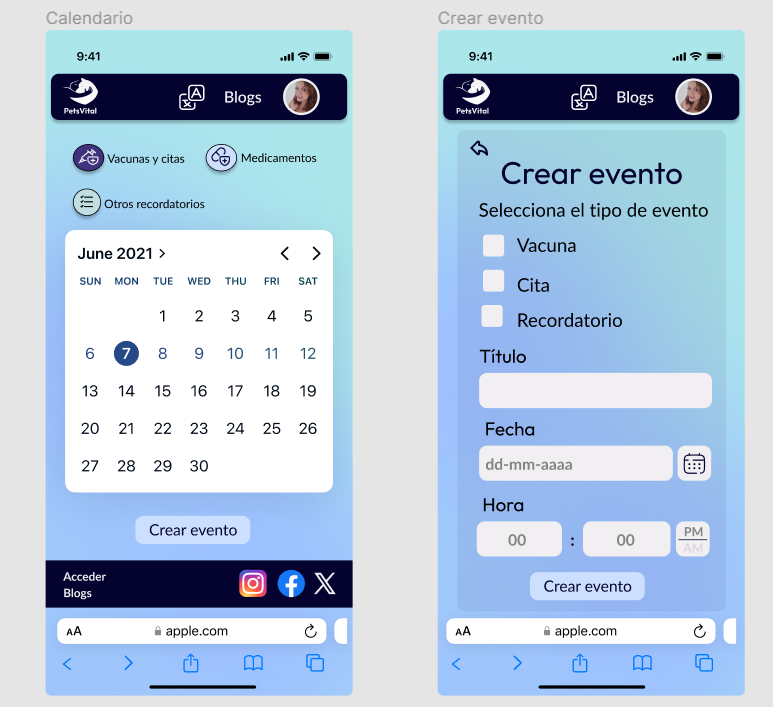 Calendario
9:41
PetsVital
Blogs
Vacunas y citas
Medicamentos
Otros recordatorios
June 2021
SUN MON TUE WED THU FRI SAT
1 2 3 4 5
6 7 8 9 10 11 12
13 14 15 16 17 18 19
20 21 22 23 24 25 26
27 28 29 30
Crear evento
Acceder
Blogs
AA apple.com
Crear evento
9:41
PetsVital
Blogs
Crear evento
Selecciona el tipo de evento
Vacuna
Cita
Recordatorio
Título
Fecha
dd-mm-aaaa
Hora
00 : 00 PM
AM
Crear evento
AA apple.com